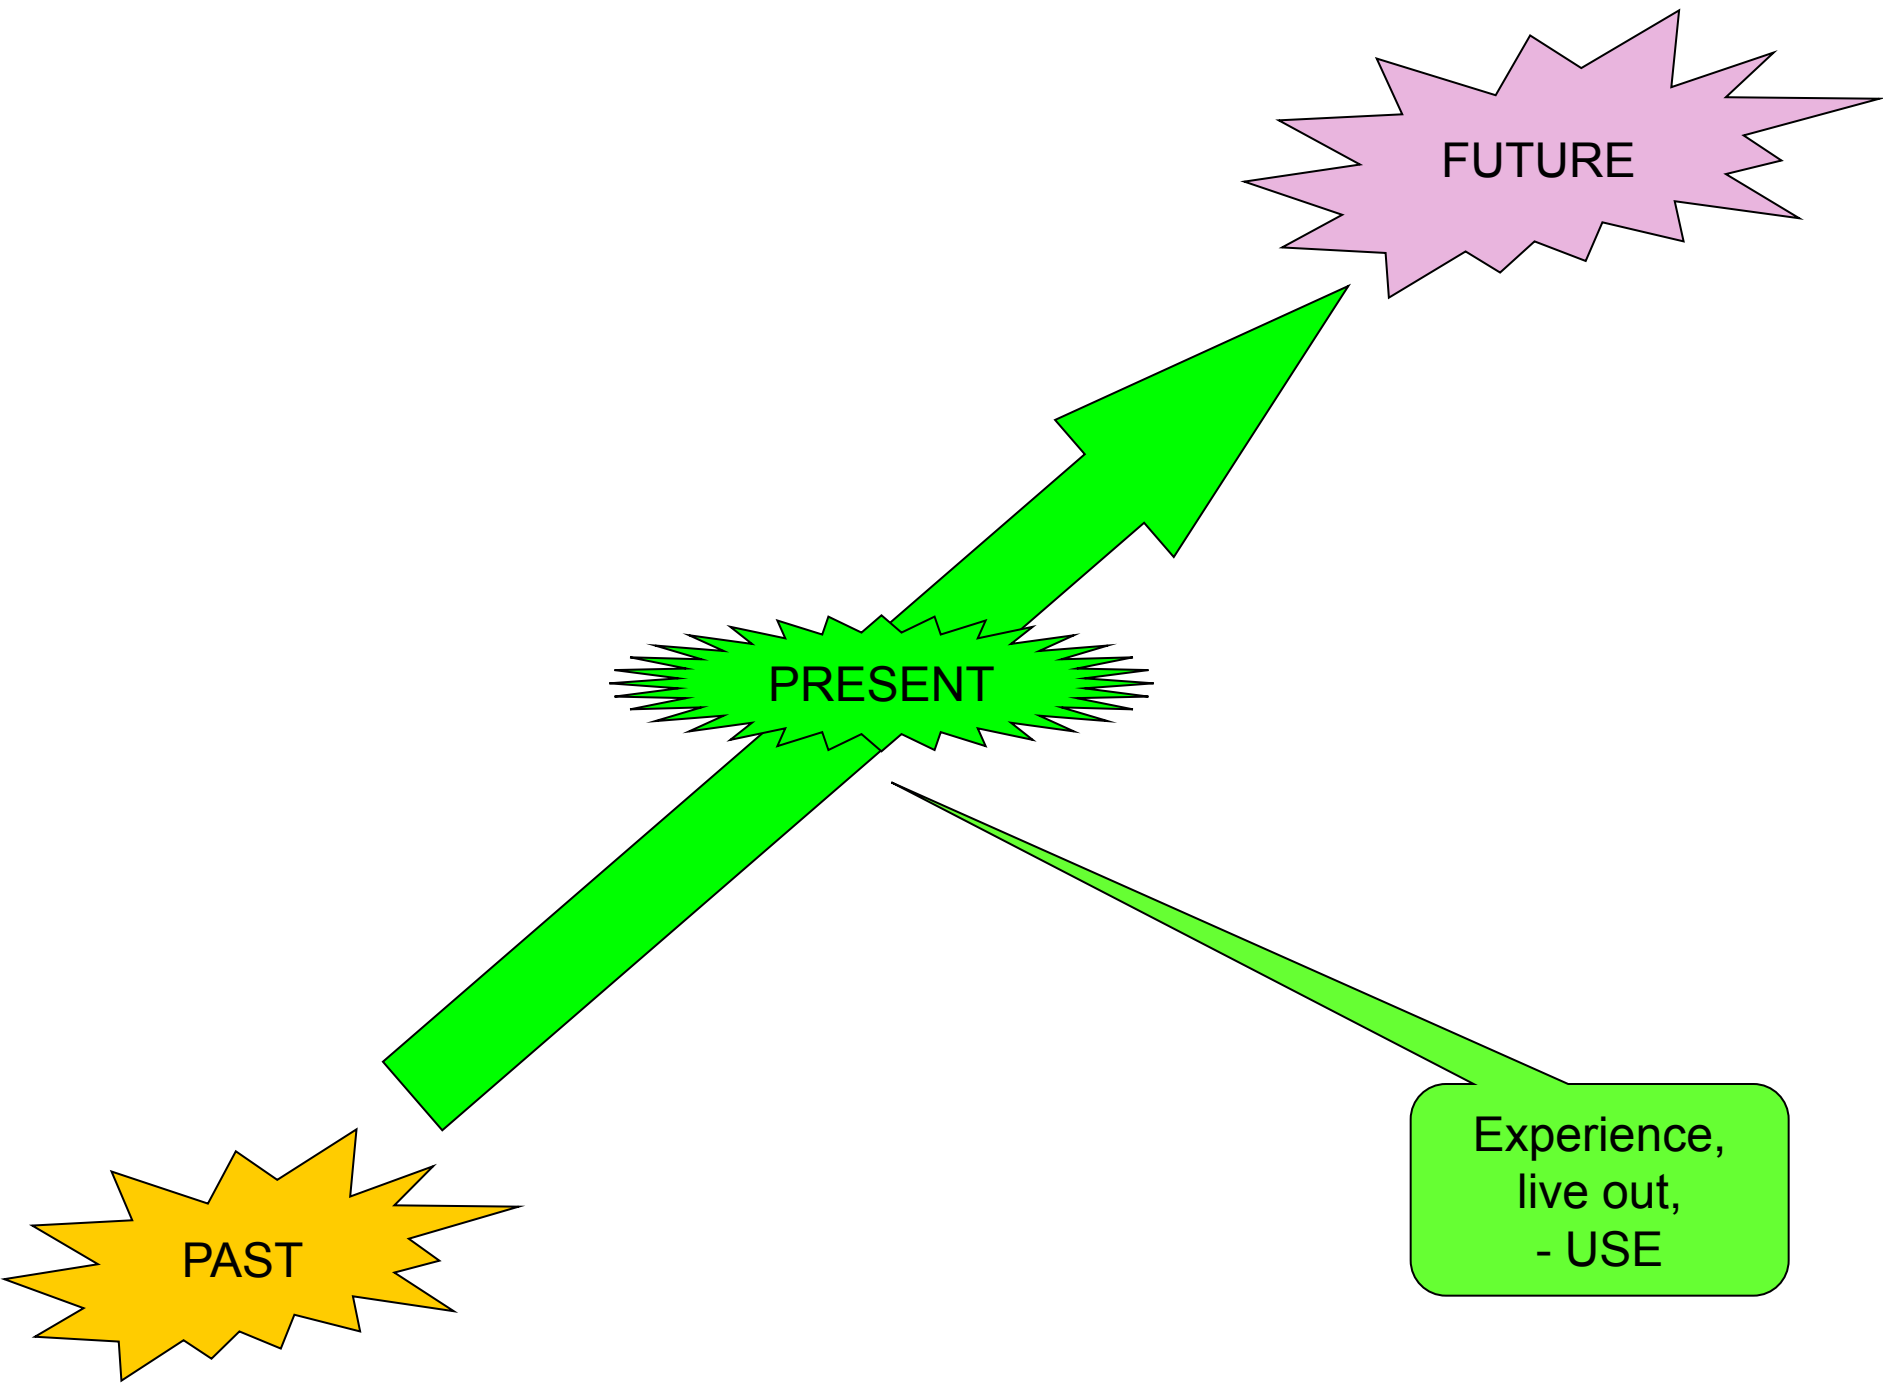 FUTURE
PRESENT
Experience,
live out,
- USE
PAST